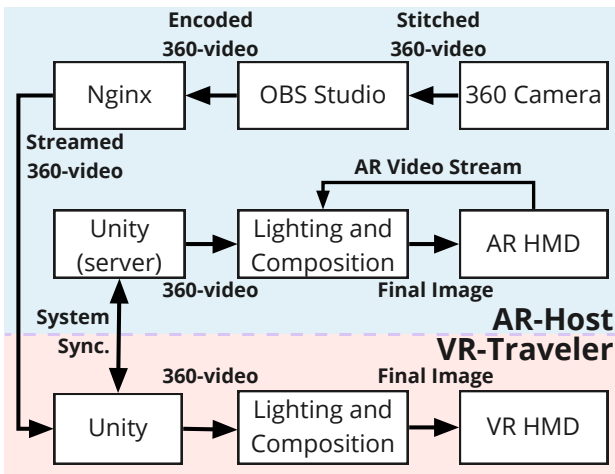 Encoded
360-video
Stitched
360-video
Nginx
OBS Studio
360 Camera
Streamed
360-video
AR Video Stream
Unity
(server)
Lighting and
Composition
AR HMD
360-video
Final Image
System
Sync.
AR-Host
VR-Traveler
360-video
Final Image
Unity
Lighting and
Composition
VR HMD